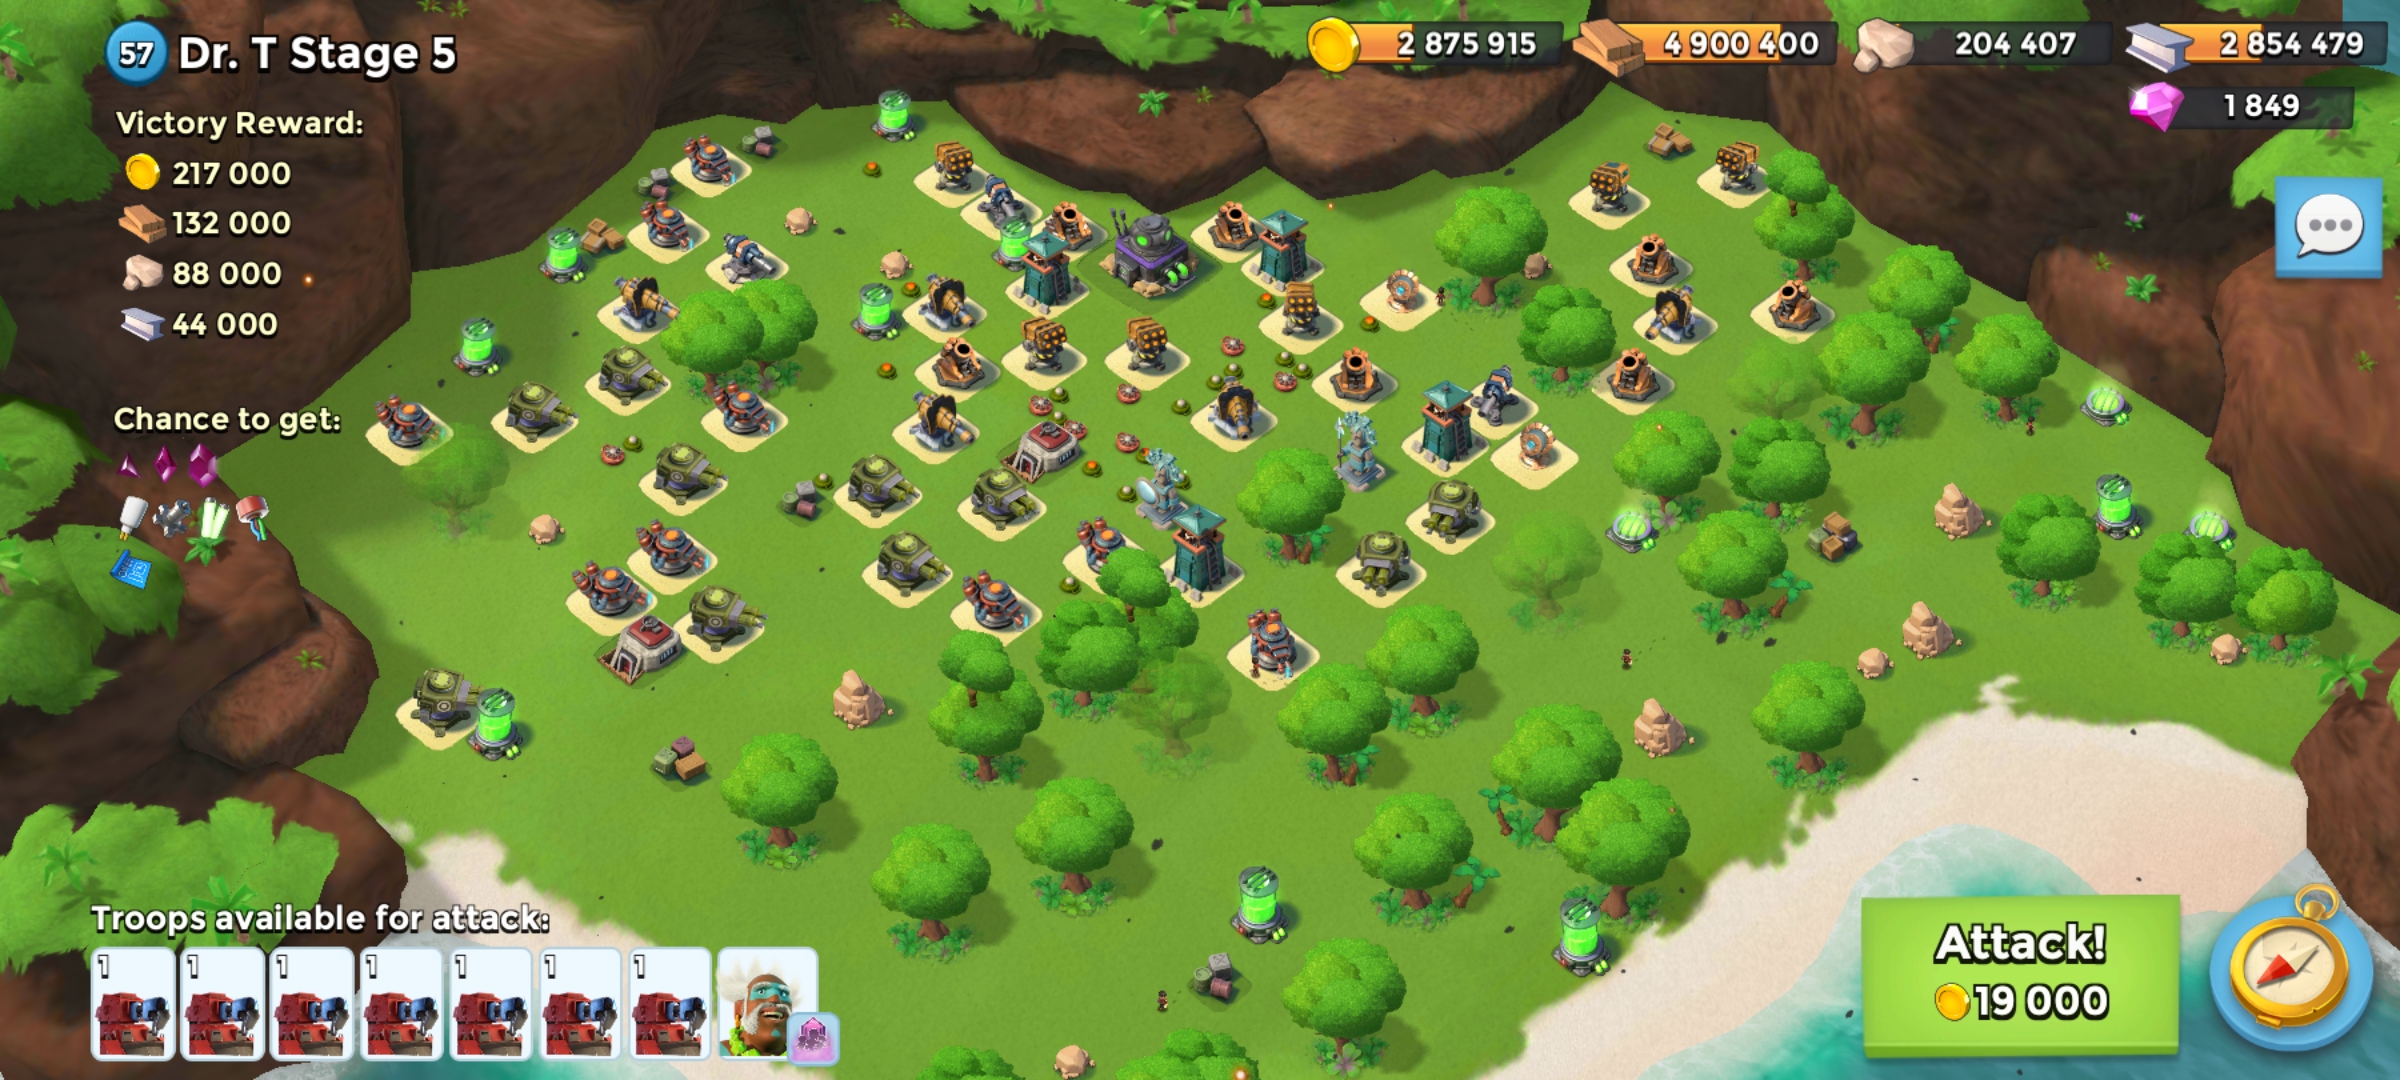 57 Dr. T Stage 5
2 875 915
4 900 400
204 407
2 854 479
1 849
Victory Reward:
217 000
132 000
88 000
44 000
Chance to get:
Troops available for attack:
1 1 1 1 1 1 1
Attack!
19 000